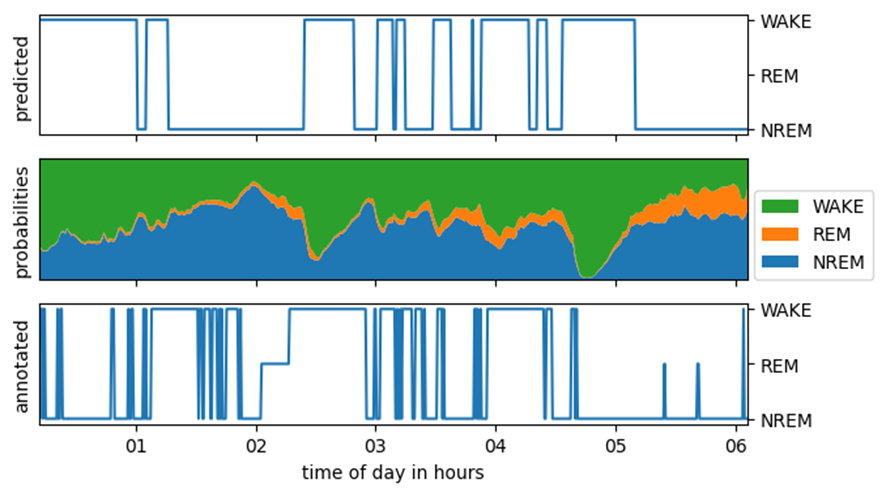 predicted
WAKE
REM
NREM
probabilities
WAKE
REM
NREM
annotated
WAKE
REM
NREM
01 02 03 04 05 06
time of day in hours